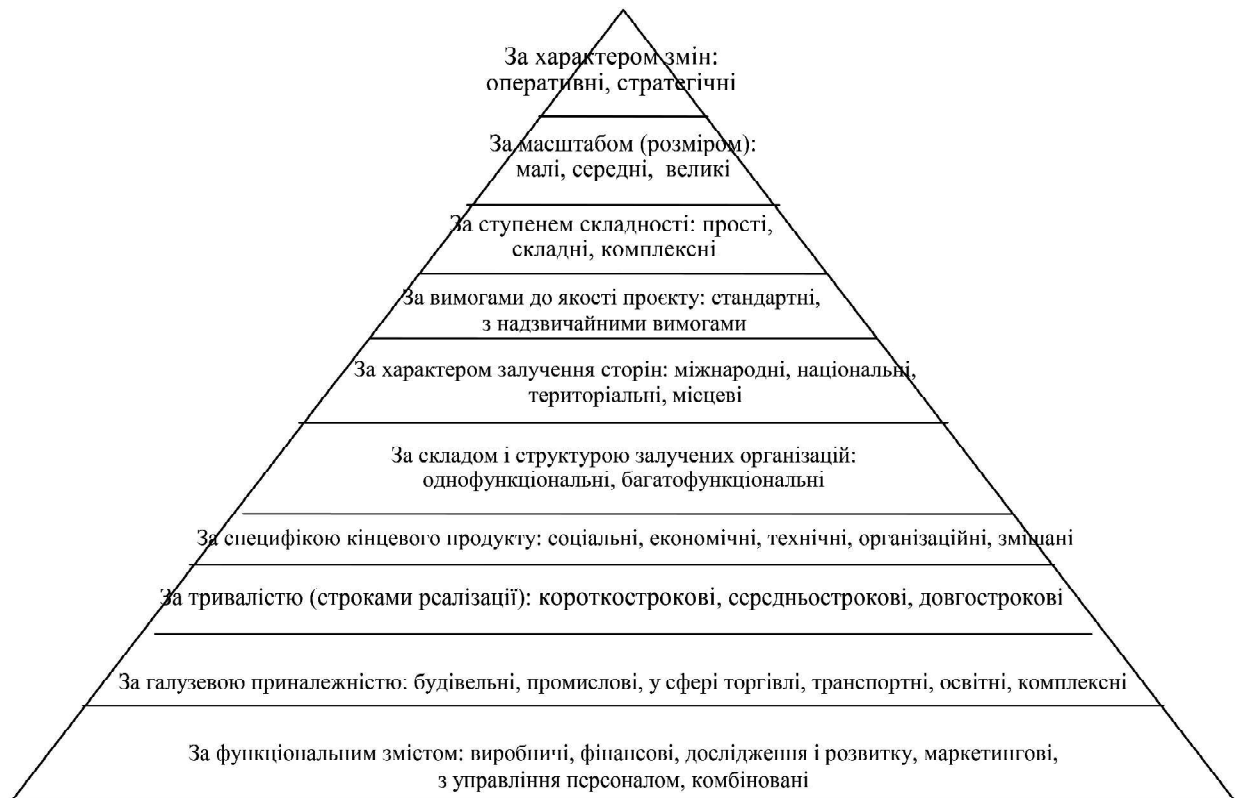 За характером змін:
оперативні, стратегічні
За масштабом (розміром):
малі, середні, великі
За ступенем складності: прості,
складні, комплексні
За вимогами до якості проєкту: стандартні,
з надзвичайними вимогами
За характером залучення сторін: міжнародні, національні,
територіальні, місцеві
За складом і структурою залучених організацій:
однофункціональні, багатофункціональні
За специфікою кінцевого продукту: соціальні, економічні, технічні, організаційні, змішані
За тривалістю (строками реалізації): короткострокові, середньострокові, довгострокові
За галузевою приналежністю: будівельні, промислові, у сфері торгівлі, транспортні, освітні, комплексні
За функціональним змістом: виробничі, фінансові, дослідження і розвитку, маркетингові,
з управління персоналом, комбіновані